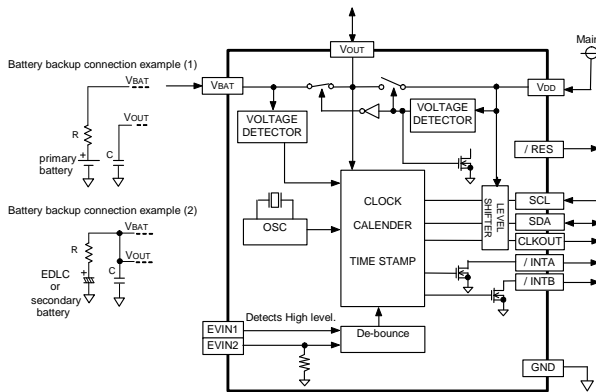 Main
VOUT
Battery backup connection example (1)
VBAT
VBAT
VDD
R
VOUT
VOLTAGE
DETECTOR
VOLTAGE
DETECTOR
+
primary
battery
C
/ RES
CLOCK
CALENDER
TIME STAMP
LEVEL
SHIFTER
SCL
SDA
CLKOUT
OSC
Battery backup connection example (2)
VBAT
R
VOUT
C
+
EDLC
or
secondary
battery
/ INTA
/ INTB
Detects High level.
EVIN1
EVIN2
De-bounce
GND